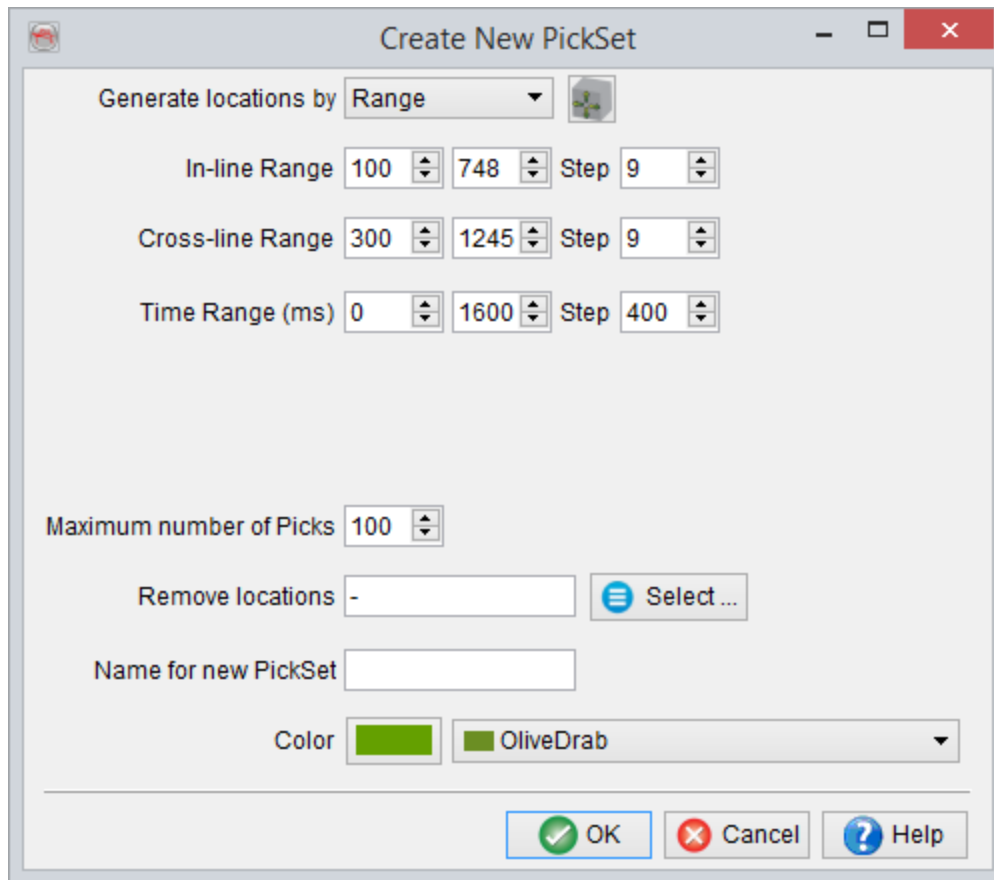 Create New PickSet
Generate locations by Range
In-line Range 100 748 Step 9
Cross-line Range 300 1245 Step 9
Time Range (ms) 0 1600 Step 400
Maximum number of Picks 100
Remove locations - Select ...
Name for new PickSet
Color OliveDrab
OK Cancel Help